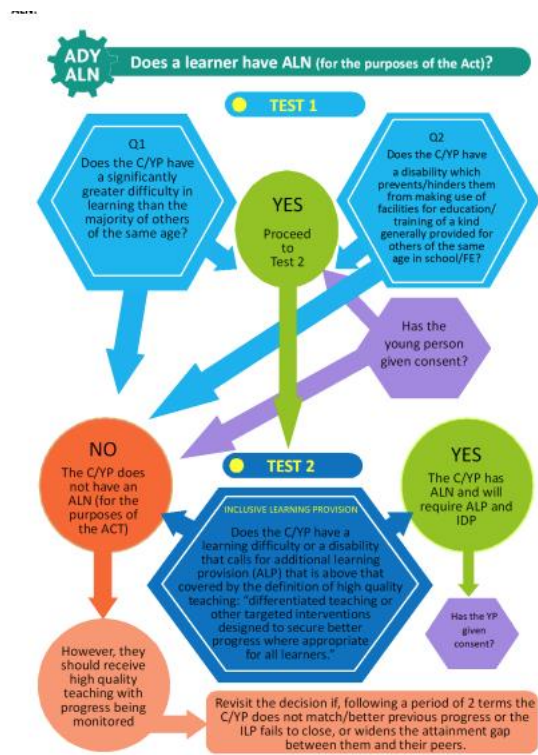 ALN.
ADY
ALN
Does a learner have ALN (for the purposes of the Act)?
TEST 1
Q1
Does the C/YP have
a significantly
greater difficulty in
learning than the
majority of others
of the same age?
Q2
Does the C/YP have
a disability which
prevents/hinders them
from making use of
facilities for education/
training of a kind
generally provided for
others of the same
age in school/FE?
YES
Proceed
to
Test 2
Has the
young person
given consent?
NO
The C/YP does
not have an
ALN (for the
purposes of
the ACT)
TEST 2
YES
The C/YP has
ALN and will
require ALP and
IDP
INCLUSIVE LEARNING PROVISION
Does the C/YP have a
learning difficulty or a disability
that calls for additional learning
provision (ALP) that is above that
covered by the definition of high quality
teaching: "differentiated teaching or
other targeted interventions
designed to secure better
progress where appropriate
for all learners."
Has the YP
given
consent?
However, they
should receive
high quality
teaching with
progress being
monitored
Revisit the decision if, following a period of 2 terms
the C/YP does not match/better previous progress or the
ILP fails to close, or widens the attainment gap
between them and their peers.